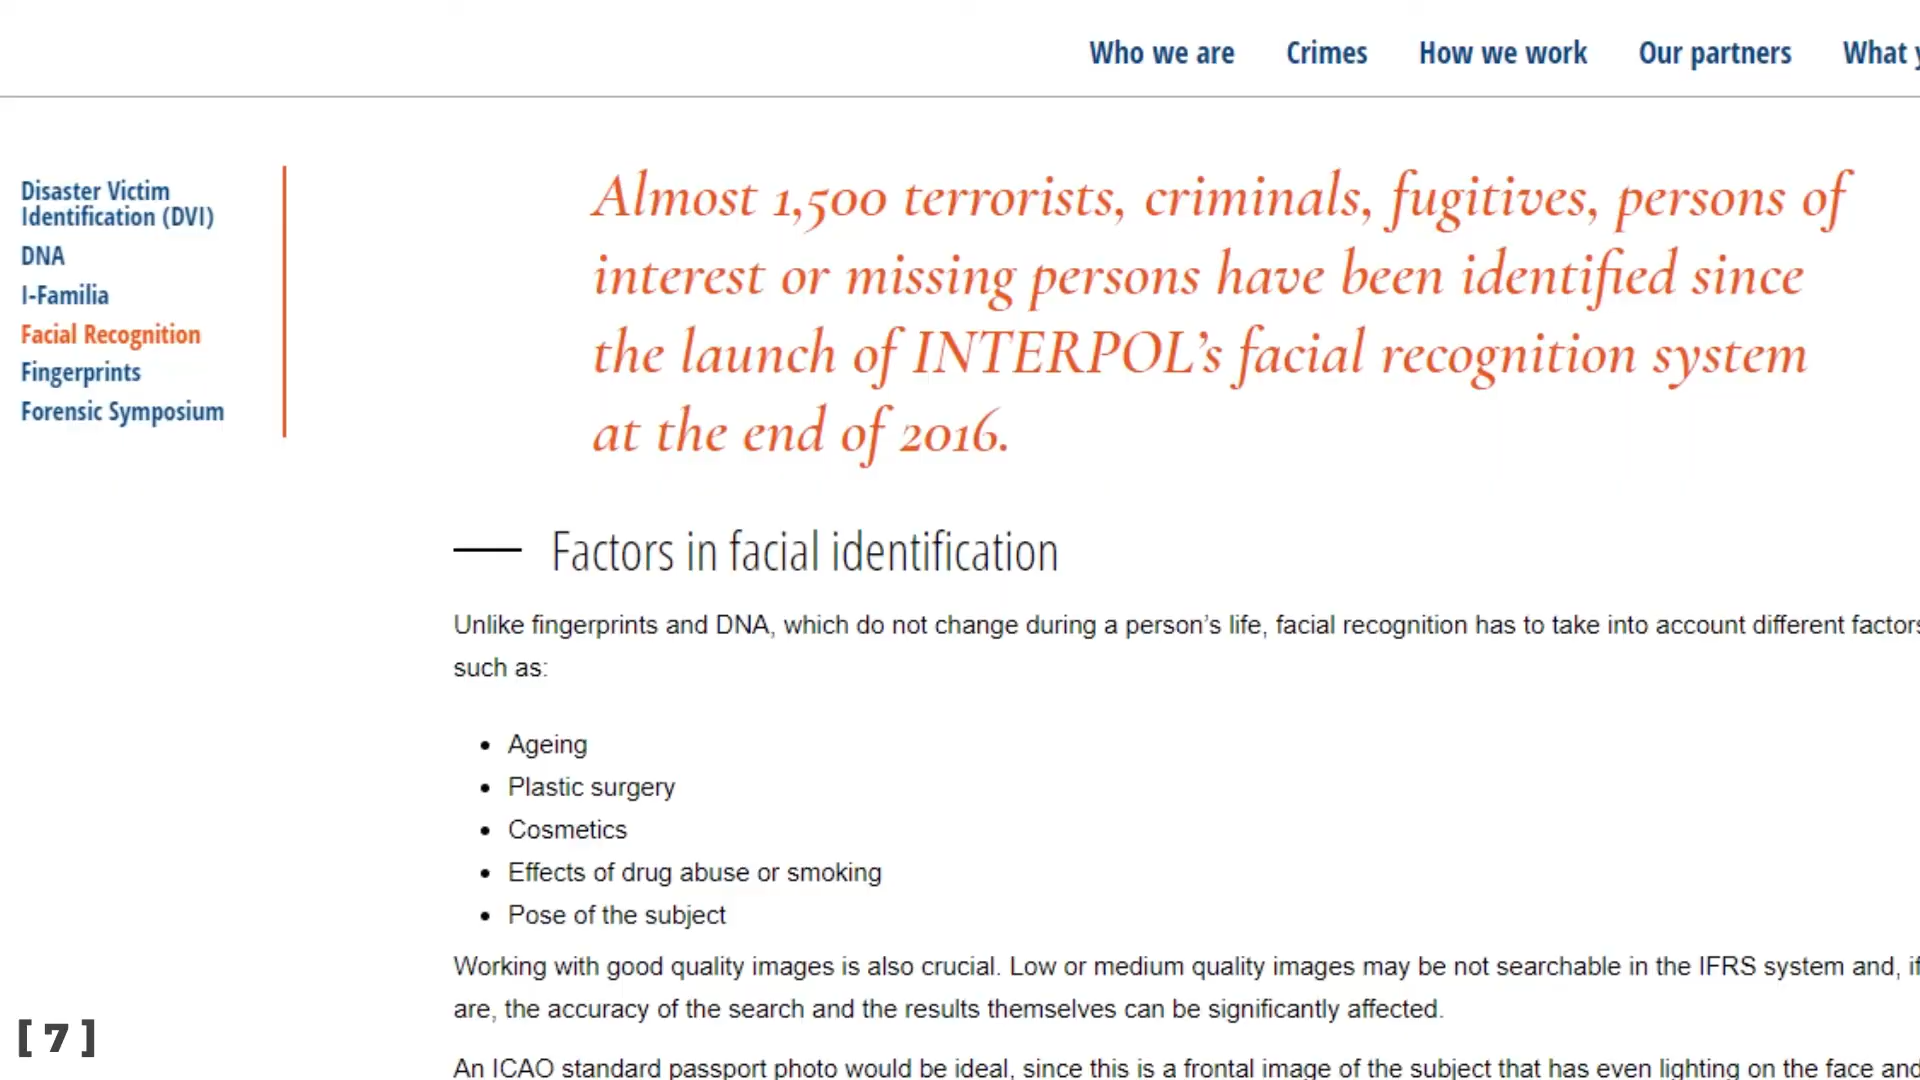 Who we are Crimes How we work Our partners What
Disaster Victim
Identification (DVI)
DNA
I-Familia
Facial Recognition
Fingerprints
Forensic Symposium
Almost 1,500 terrorists, criminals, fugitives, persons of
interest or missing persons have been identified since
the launch of INTERPOL’s facial recognition system
at the end of 2016.
Factors in facial identification
Unlike fingerprints and DNA, which do not change during a person’s life, facial recognition has to take into account different factors
such as:
• Ageing
• Plastic surgery
• Cosmetics
• Effects of drug abuse or smoking
• Pose of the subject
Working with good quality images is also crucial. Low or medium quality images may be not searchable in the IFRS system and, if
are, the accuracy of the search and the results themselves can be significantly affected.
An ICAO standard passport photo would be ideal, since this is a frontal image of the subject that has even lighting on the face and
[ 7 ]